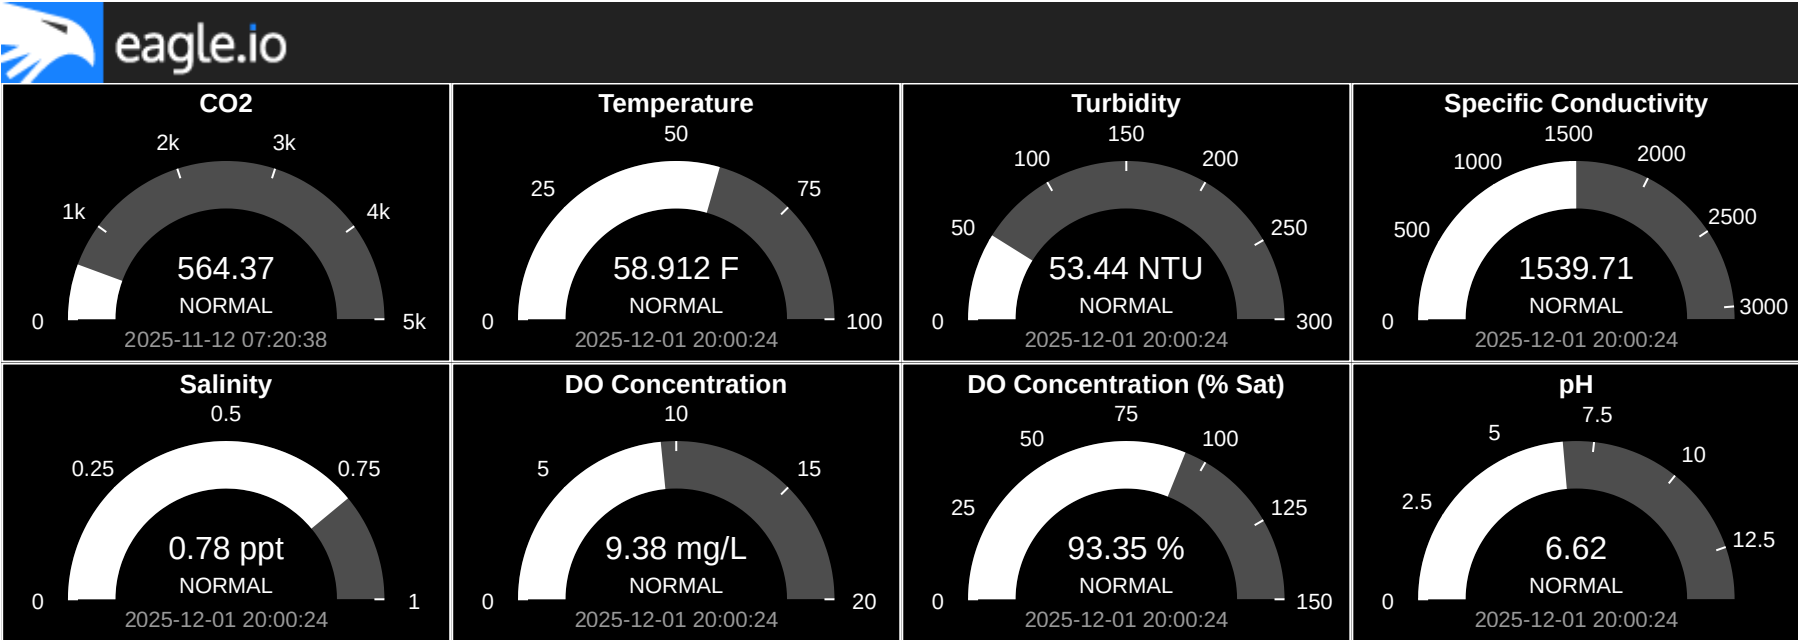 eagle.io
CO2
0
1k
2k
3k
4k
5k
564.37
NORMAL
2025-11-12 07:20:38
Temperature
0
25
50
75
100
58.912 F
NORMAL
2025-12-01 20:00:24
Turbidity
0
50
100
150
200
250
300
53.44 NTU
NORMAL
2025-12-01 20:00:24
Specific Conductivity
0
500
1000
1500
2000
2500
3000
1539.71
NORMAL
2025-12-01 20:00:24
Salinity
0
0.25
0.5
0.75
1
0.78 ppt
NORMAL
2025-12-01 20:00:24
DO Concentration
0
5
10
15
20
9.38 mg/L
NORMAL
2025-12-01 20:00:24
DO Concentration (% Sat)
0
25
50
75
100
125
150
93.35 %
NORMAL
2025-12-01 20:00:24
pH
0
2.5
5
7.5
10
12.5
6.62
NORMAL
2025-12-01 20:00:24